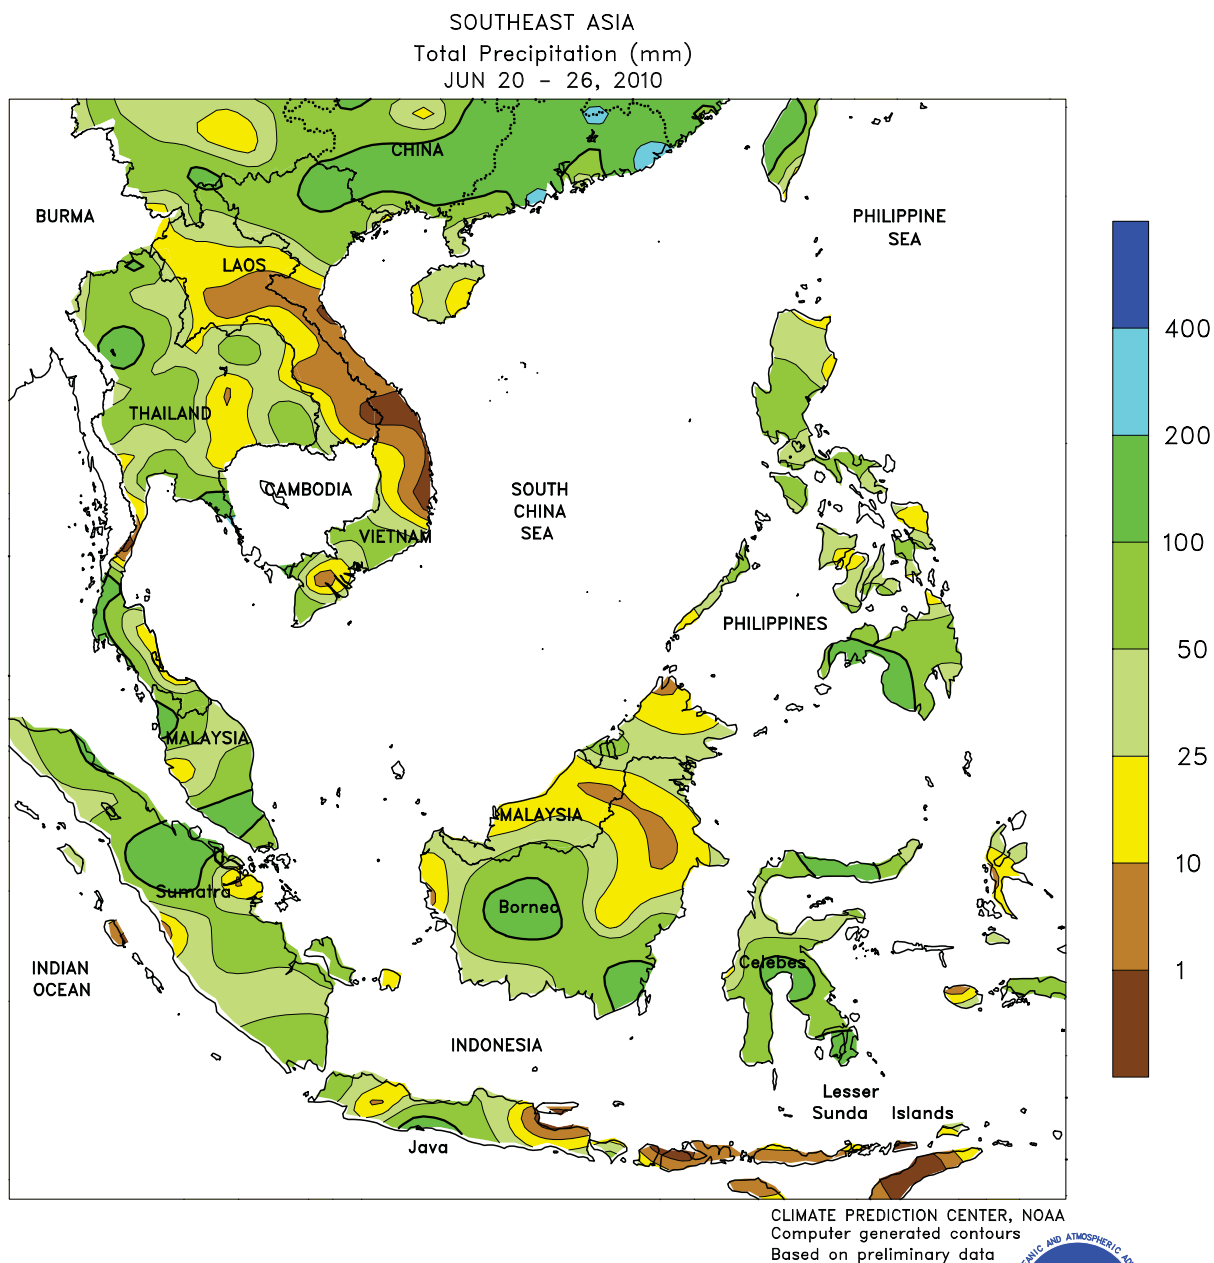 SOUTHEAST ASIA
Total Precipitation (mm)
JUN 20 - 26, 2010
CHINA
BURMA
PHILIPPINE
SEA
LAOS
400
200
THAILAND
CAMBODIA
SOUTH
CHINA
SEA
VIETNAM
100
PHILIPPINES
50
MALAYSIA
25
MALAYSIA
10
Sumatra
Borneo
Celebes
INDIAN
OCEAN
1
INDONESIA
Lesser
Sunda Islands
Java
CLIMATE PREDICTION CENTER, NOAA
Computer generated contours
Based on preliminary data
AND ATMOSPHERIC